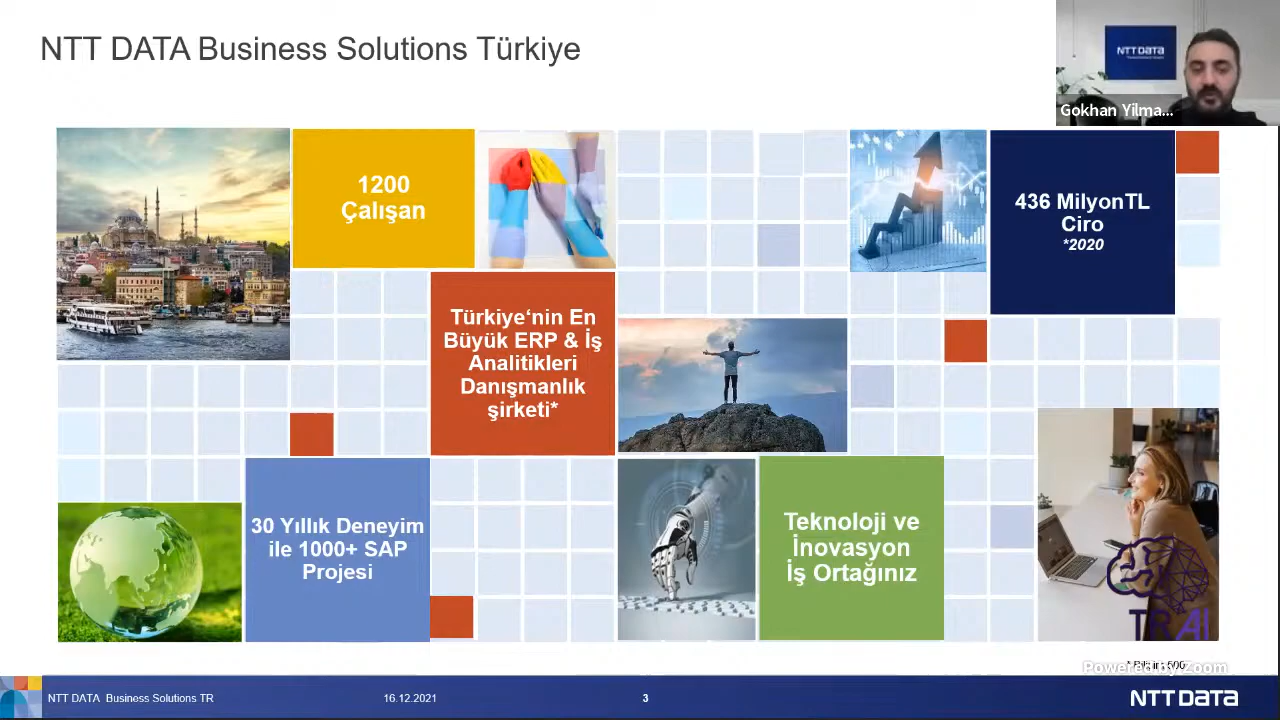 NTT DATA Business Solutions Türkiye
NTT DATA
Gokhan Yilma...
1200
Çalışan
436 MilyonTL
Ciro
*2020
Türkiye‘nin En
Büyük ERP & İş
Analitikleri
Danışmanlık
şirketi*
30 Yıllık Deneyim
ile 1000+ SAP
Projesi
Teknoloji ve
İnovasyon
İş Ortağınız
TRAI
Powered by Zoom
NTT DATA Business Solutions TR
16.12.2021
3
NTT DATA